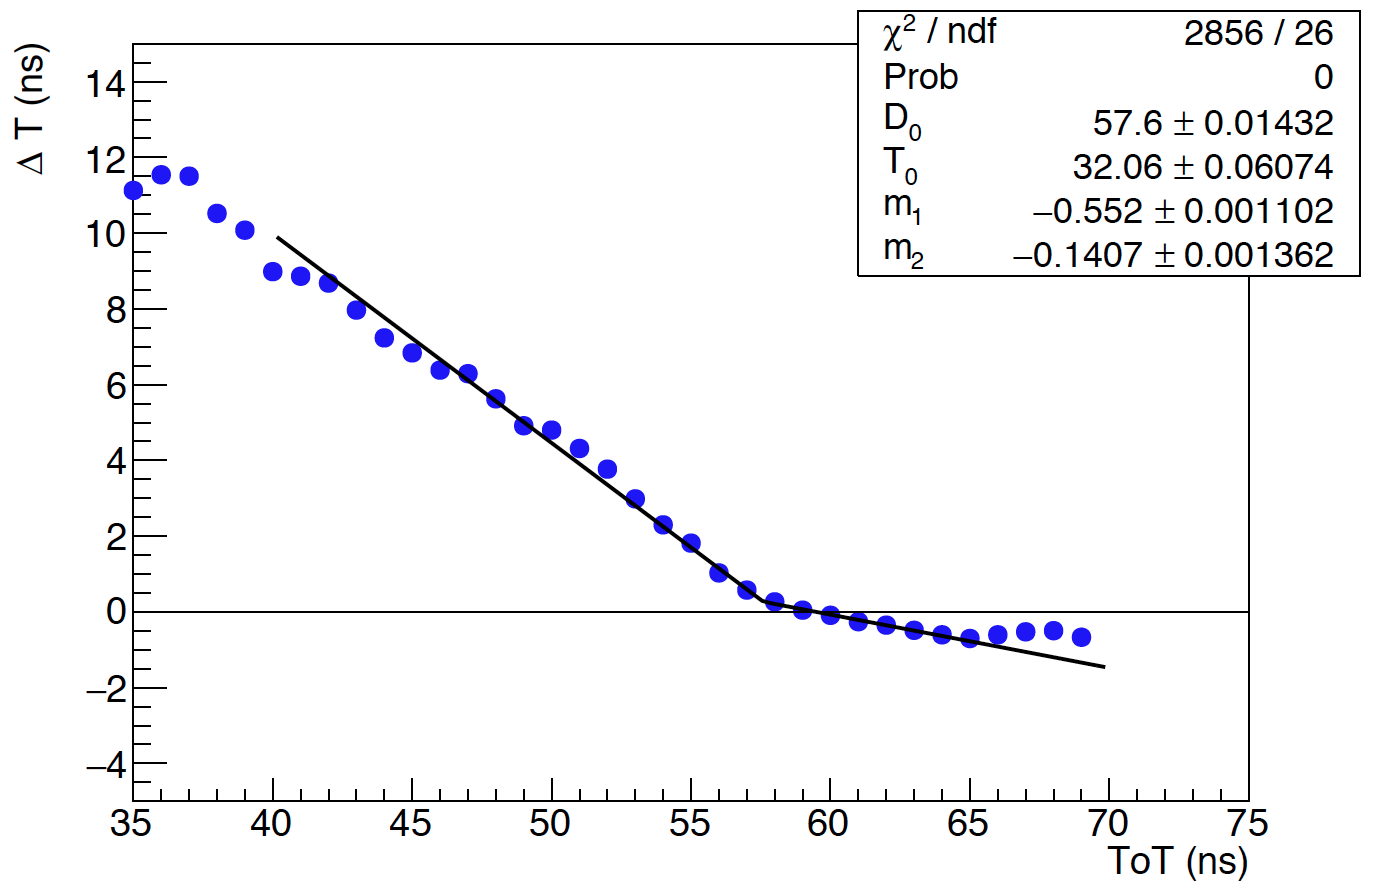 χ² / ndf 2856 / 26
Prob 0
D₀ 57.6 ± 0.01432
T₀ 32.06 ± 0.06074
m₁ −0.552 ± 0.001102
m₂ −0.1407 ± 0.001362
Δ T (ns)
14
12
10
8
6
4
2
0
−2
−4
35 40 45 50 55 60 65 70 75
ToT (ns)